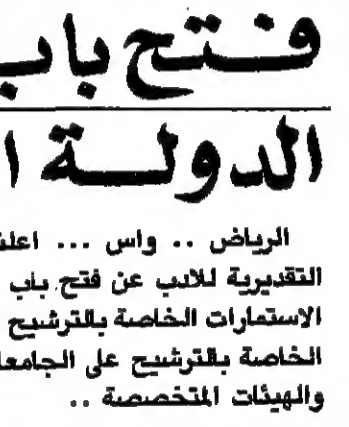 فتح باب
الدولة ا
الرياض .. واس ... اعلنـ
التقديرية للادب عن فتح باب
الاستمارات الخاصة بالترشيح
الخاصة بالترشيح على الجامعا
والهيئات المتخصصة ..